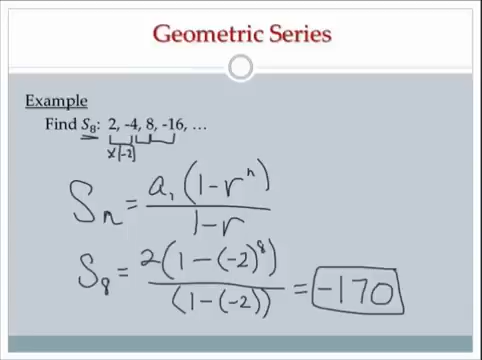 Geometric Series
Example
Find S₈: 2, -4, 8, -16, …
×(-2)
Sₙ = a₁(1-rⁿ) / 1-r
S₈ = 2(1-(-2)⁸) / (1-(-2)) = -170